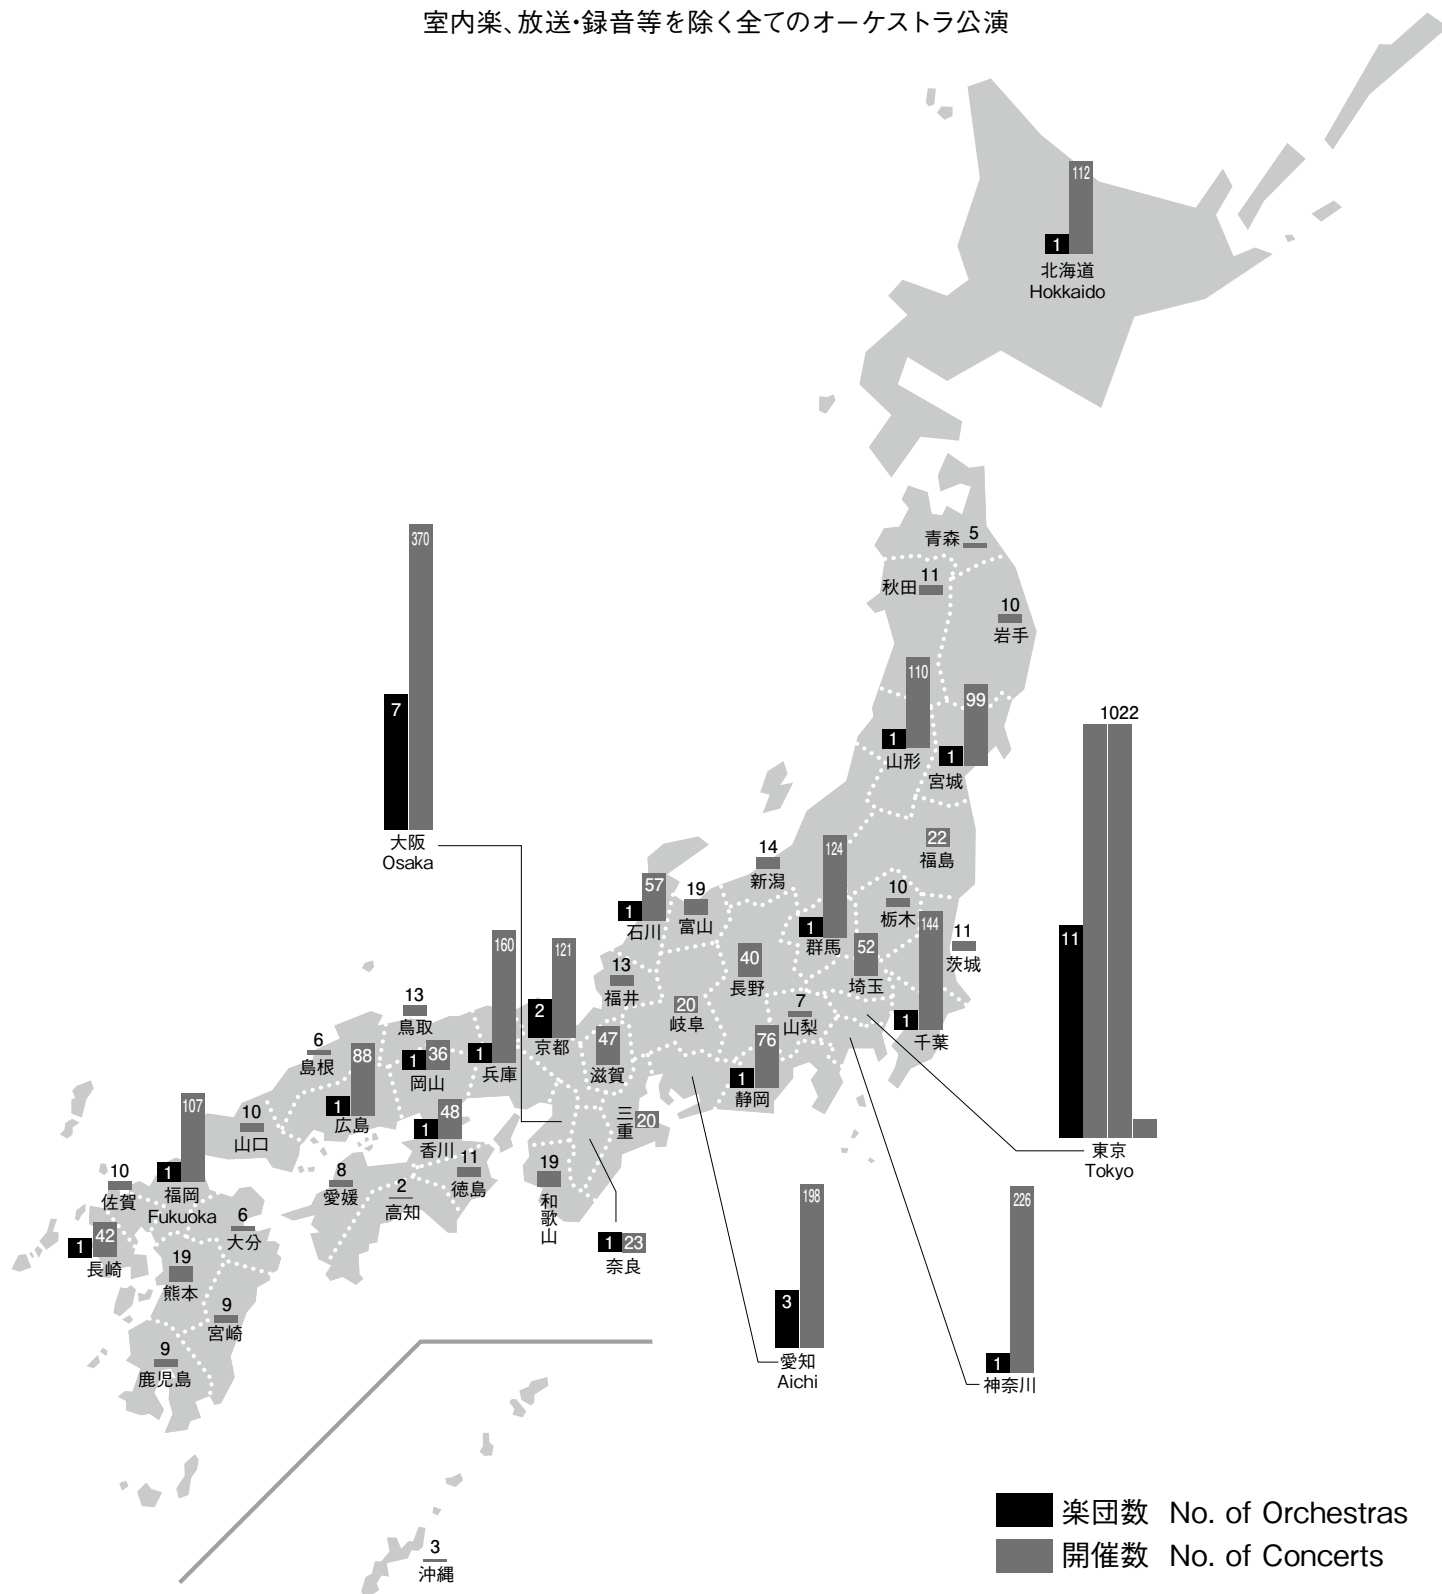 室内楽、放送・録音等を除く全てのオーケストラ公演
112
1
北海道
Hokkaido
青森 5
11
秋田
10
岩手
110
1
山形
99
1
宮城
22
福島
370
7
大阪
Osaka
1022
11
東京
Tokyo
14
新潟
124
1
群馬
10
栃木
144
1
千葉
11
茨城
52
埼玉
57
1
石川
19
富山
40
長野
13
福井
20
岐阜
7
山梨
76
1
静岡
160
1
兵庫
121
2
京都
47
滋賀
三重
20
13
鳥取
6
島根
36
1
岡山
88
1
広島
10
山口
48
1
香川
11
徳島
8
愛媛
2
高知
19
和歌山
1
23
奈良
198
3
愛知
Aichi
226
1
神奈川
107
1
福岡
Fukuoka
10
佐賀
42
1
長崎
6
大分
19
熊本
9
宮崎
9
鹿児島
3
沖縄
楽団数 No. of Orchestras
開催数 No. of Concerts